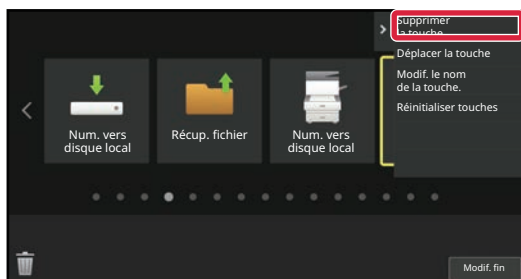 Supprimer
la touche
Déplacer la touche
Modif. le nom
de la touche.
Réinitialiser touches
Num. vers
disque local
Récup. fichier
Num. vers
disque local
Modif. fin